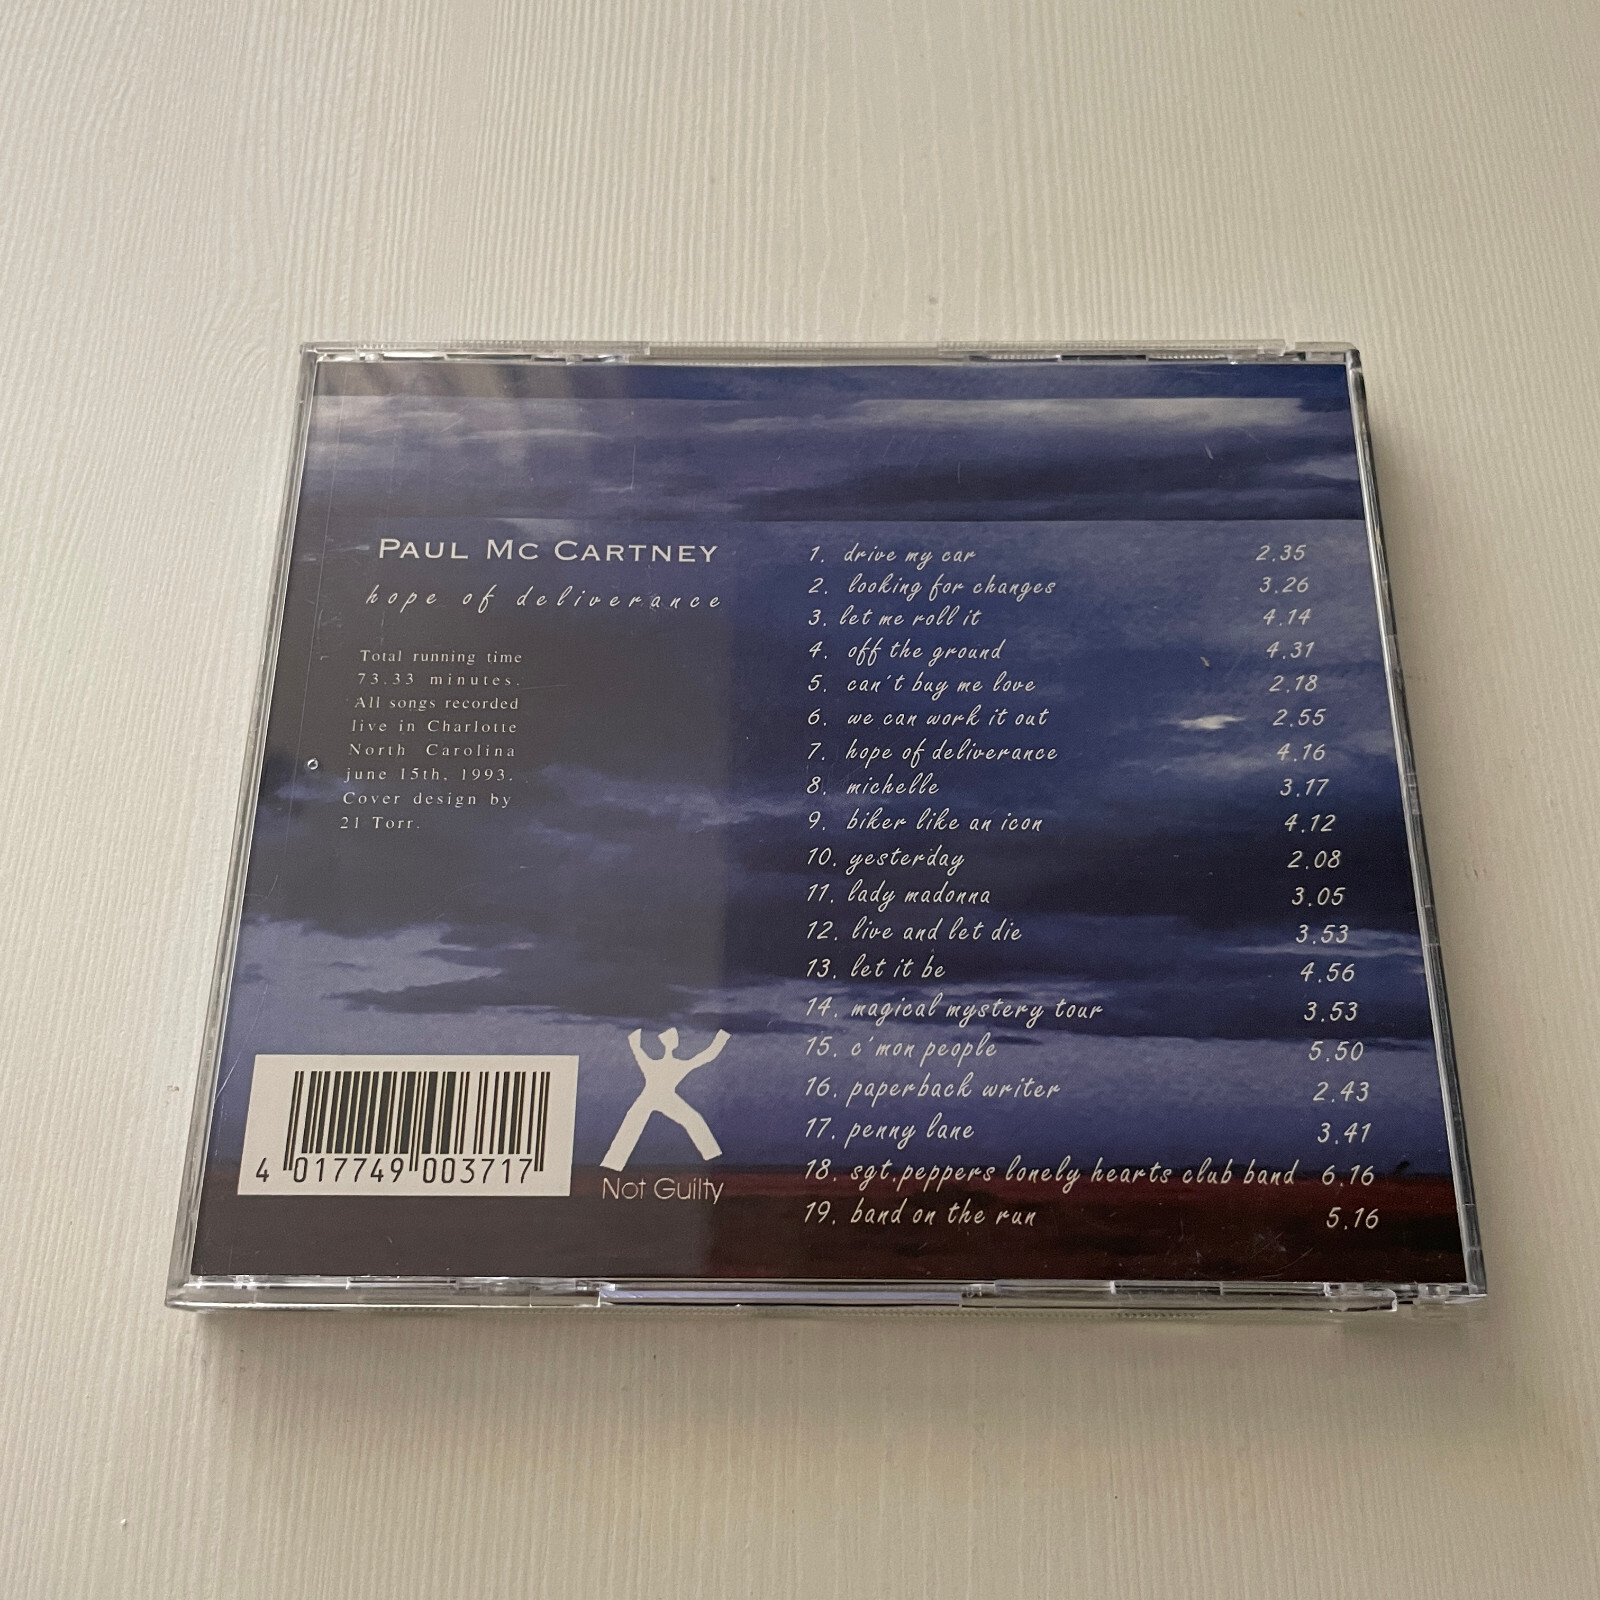 PAUL MC CARTNEY
hope of deliverance
Total running time
73.33 minutes.
All songs recorded
live in Charlotte
North Carolina
june 15th, 1993.
Cover design by
21 Torr.
1. drive my car 2.35
2. looking for changes 3.26
3. let me roll it 4.14
4. off the ground 4.31
5. can't buy me love 2.18
6. we can work it out 2.55
7. hope of deliverance 4.16
8. michelle 3.17
9. biker like an icon 4.12
10. yesterday 2.08
11. lady madonna 3.05
12. live and let die 3.53
13. let it be 4.56
14. magical mystery tour 3.53
15. c'mon people 5.50
16. paperback writer 2.43
17. penny lane 3.41
18. sgt.peppers lonely hearts club band 6.16
19. band on the run 5.16
4 017749 003717
Not Guilty